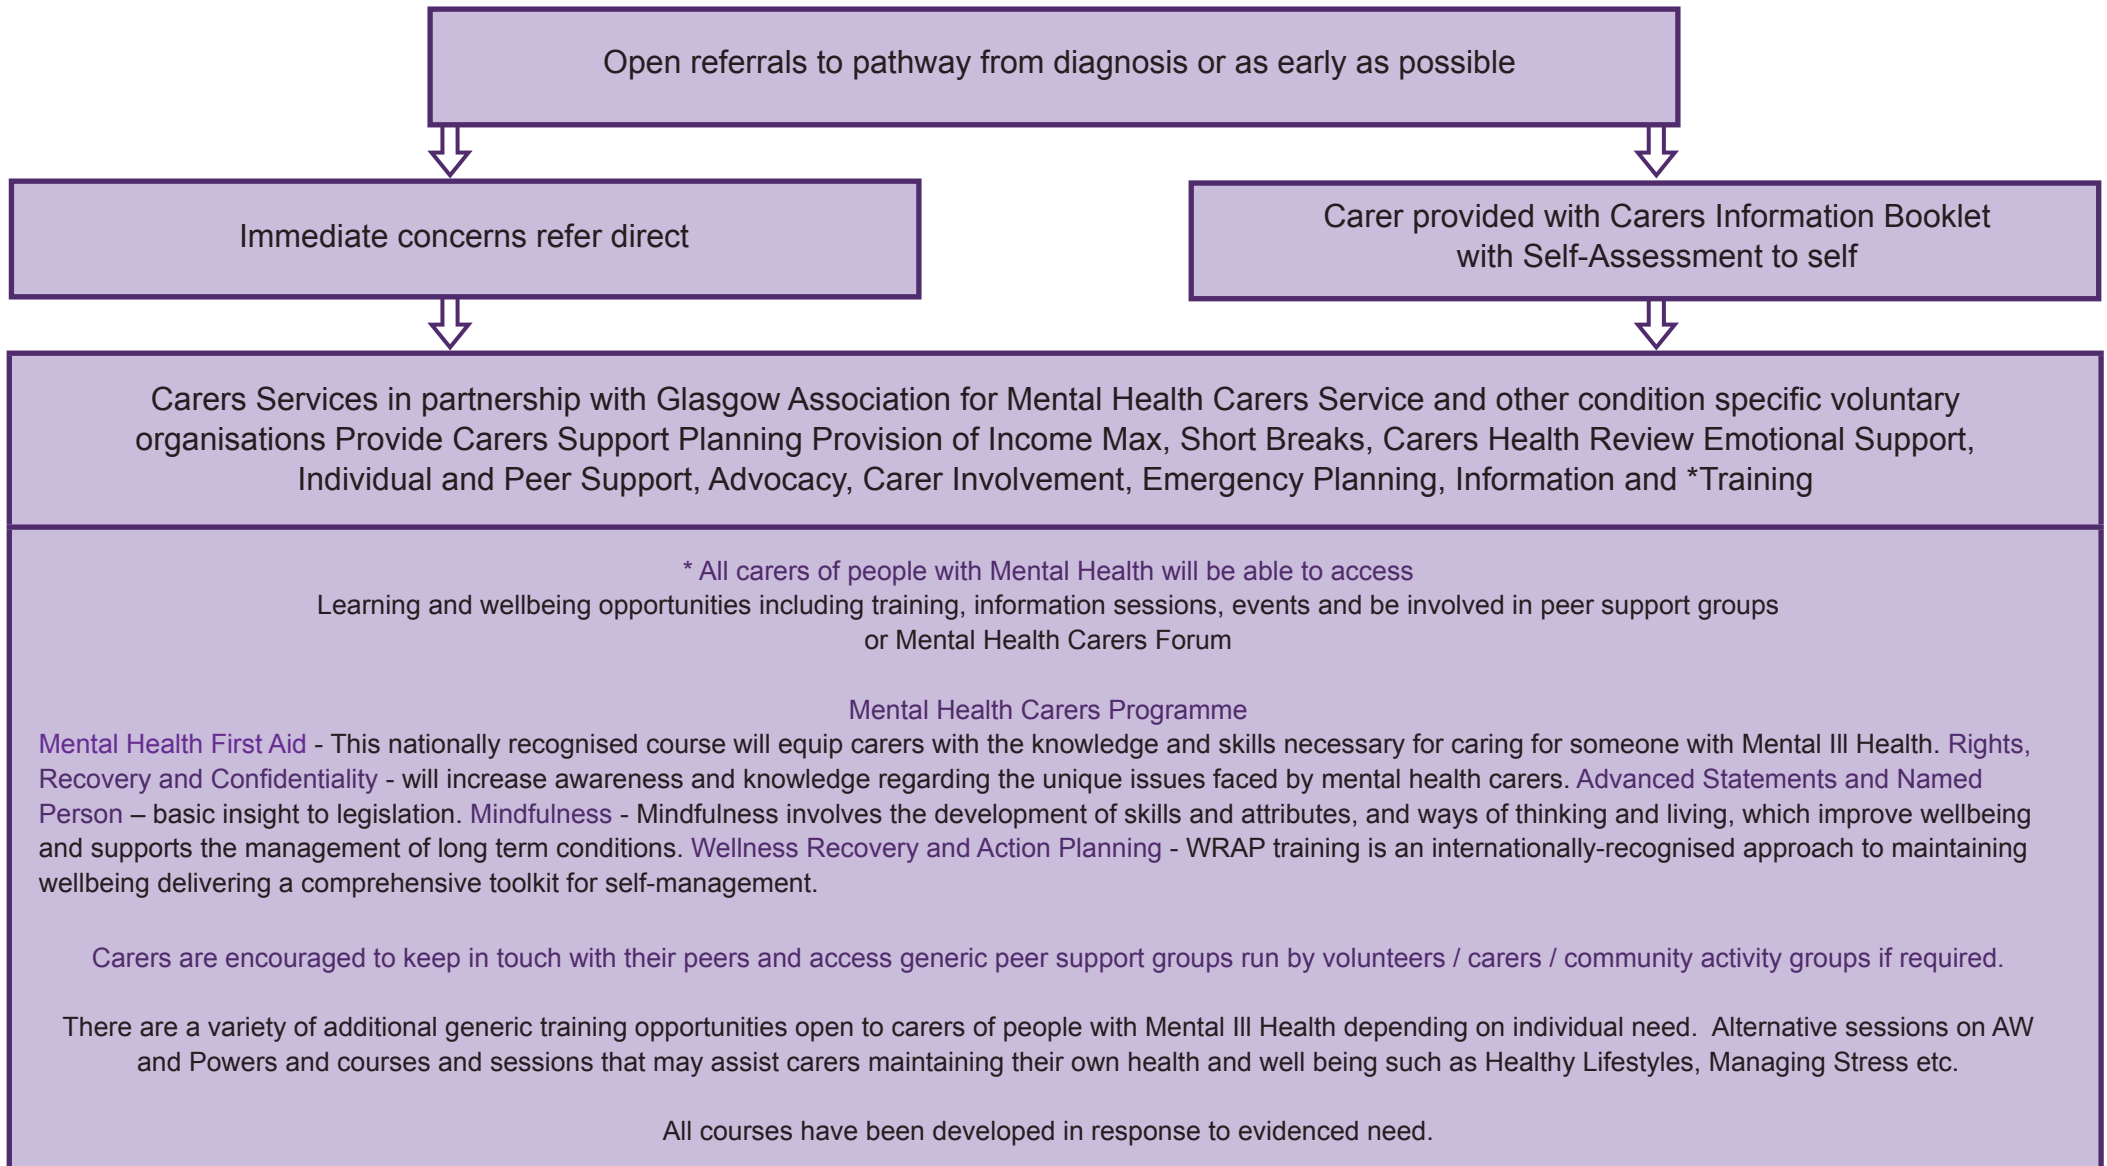 Open referrals to pathway from diagnosis or as early as possible
Immediate concerns refer direct
Carer provided with Carers Information Booklet
with Self-Assessment to self
Carers Services in partnership with Glasgow Association for Mental Health Carers Service and other condition specific voluntary
organisations Provide Carers Support Planning Provision of Income Max, Short Breaks, Carers Health Review Emotional Support,
Individual and Peer Support, Advocacy, Carer Involvement, Emergency Planning, Information and *Training
* All carers of people with Mental Health will be able to access
Learning and wellbeing opportunities including training, information sessions, events and be involved in peer support groups
or Mental Health Carers Forum
Mental Health Carers Programme
Mental Health First Aid - This nationally recognised course will equip carers with the knowledge and skills necessary for caring for someone with Mental Ill Health. Rights,
Recovery and Confidentiality - will increase awareness and knowledge regarding the unique issues faced by mental health carers. Advanced Statements and Named
Person – basic insight to legislation. Mindfulness - Mindfulness involves the development of skills and attributes, and ways of thinking and living, which improve wellbeing
and supports the management of long term conditions. Wellness Recovery and Action Planning - WRAP training is an internationally-recognised approach to maintaining
wellbeing delivering a comprehensive toolkit for self-management.
Carers are encouraged to keep in touch with their peers and access generic peer support groups run by volunteers / carers / community activity groups if required.
There are a variety of additional generic training opportunities open to carers of people with Mental Ill Health depending on individual need.  Alternative sessions on AW
and Powers and courses and sessions that may assist carers maintaining their own health and well being such as Healthy Lifestyles, Managing Stress etc.
All courses have been developed in response to evidenced need.